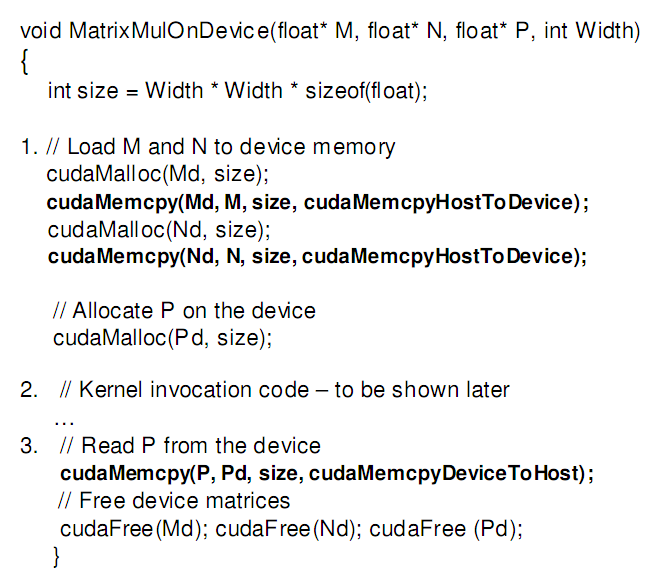 void MatrixMulOnDevice(float* M, float* N, float* P, int Width)
{
int size = Width * Width * sizeof(float);
1. // Load M and N to device memory
cudaMalloc(Md, size);
cudaMemcpy(Md, M, size, cudaMemcpyHostToDevice);
cudaMalloc(Nd, size);
cudaMemcpy(Nd, N, size, cudaMemcpyHostToDevice);
// Allocate P on the device
cudaMalloc(Pd, size);
2. // Kernel invocation code – to be shown later
…
3. // Read P from the device
cudaMemcpy(P, Pd, size, cudaMemcpyDeviceToHost);
// Free device matrices
cudaFree(Md); cudaFree(Nd); cudaFree (Pd);
}